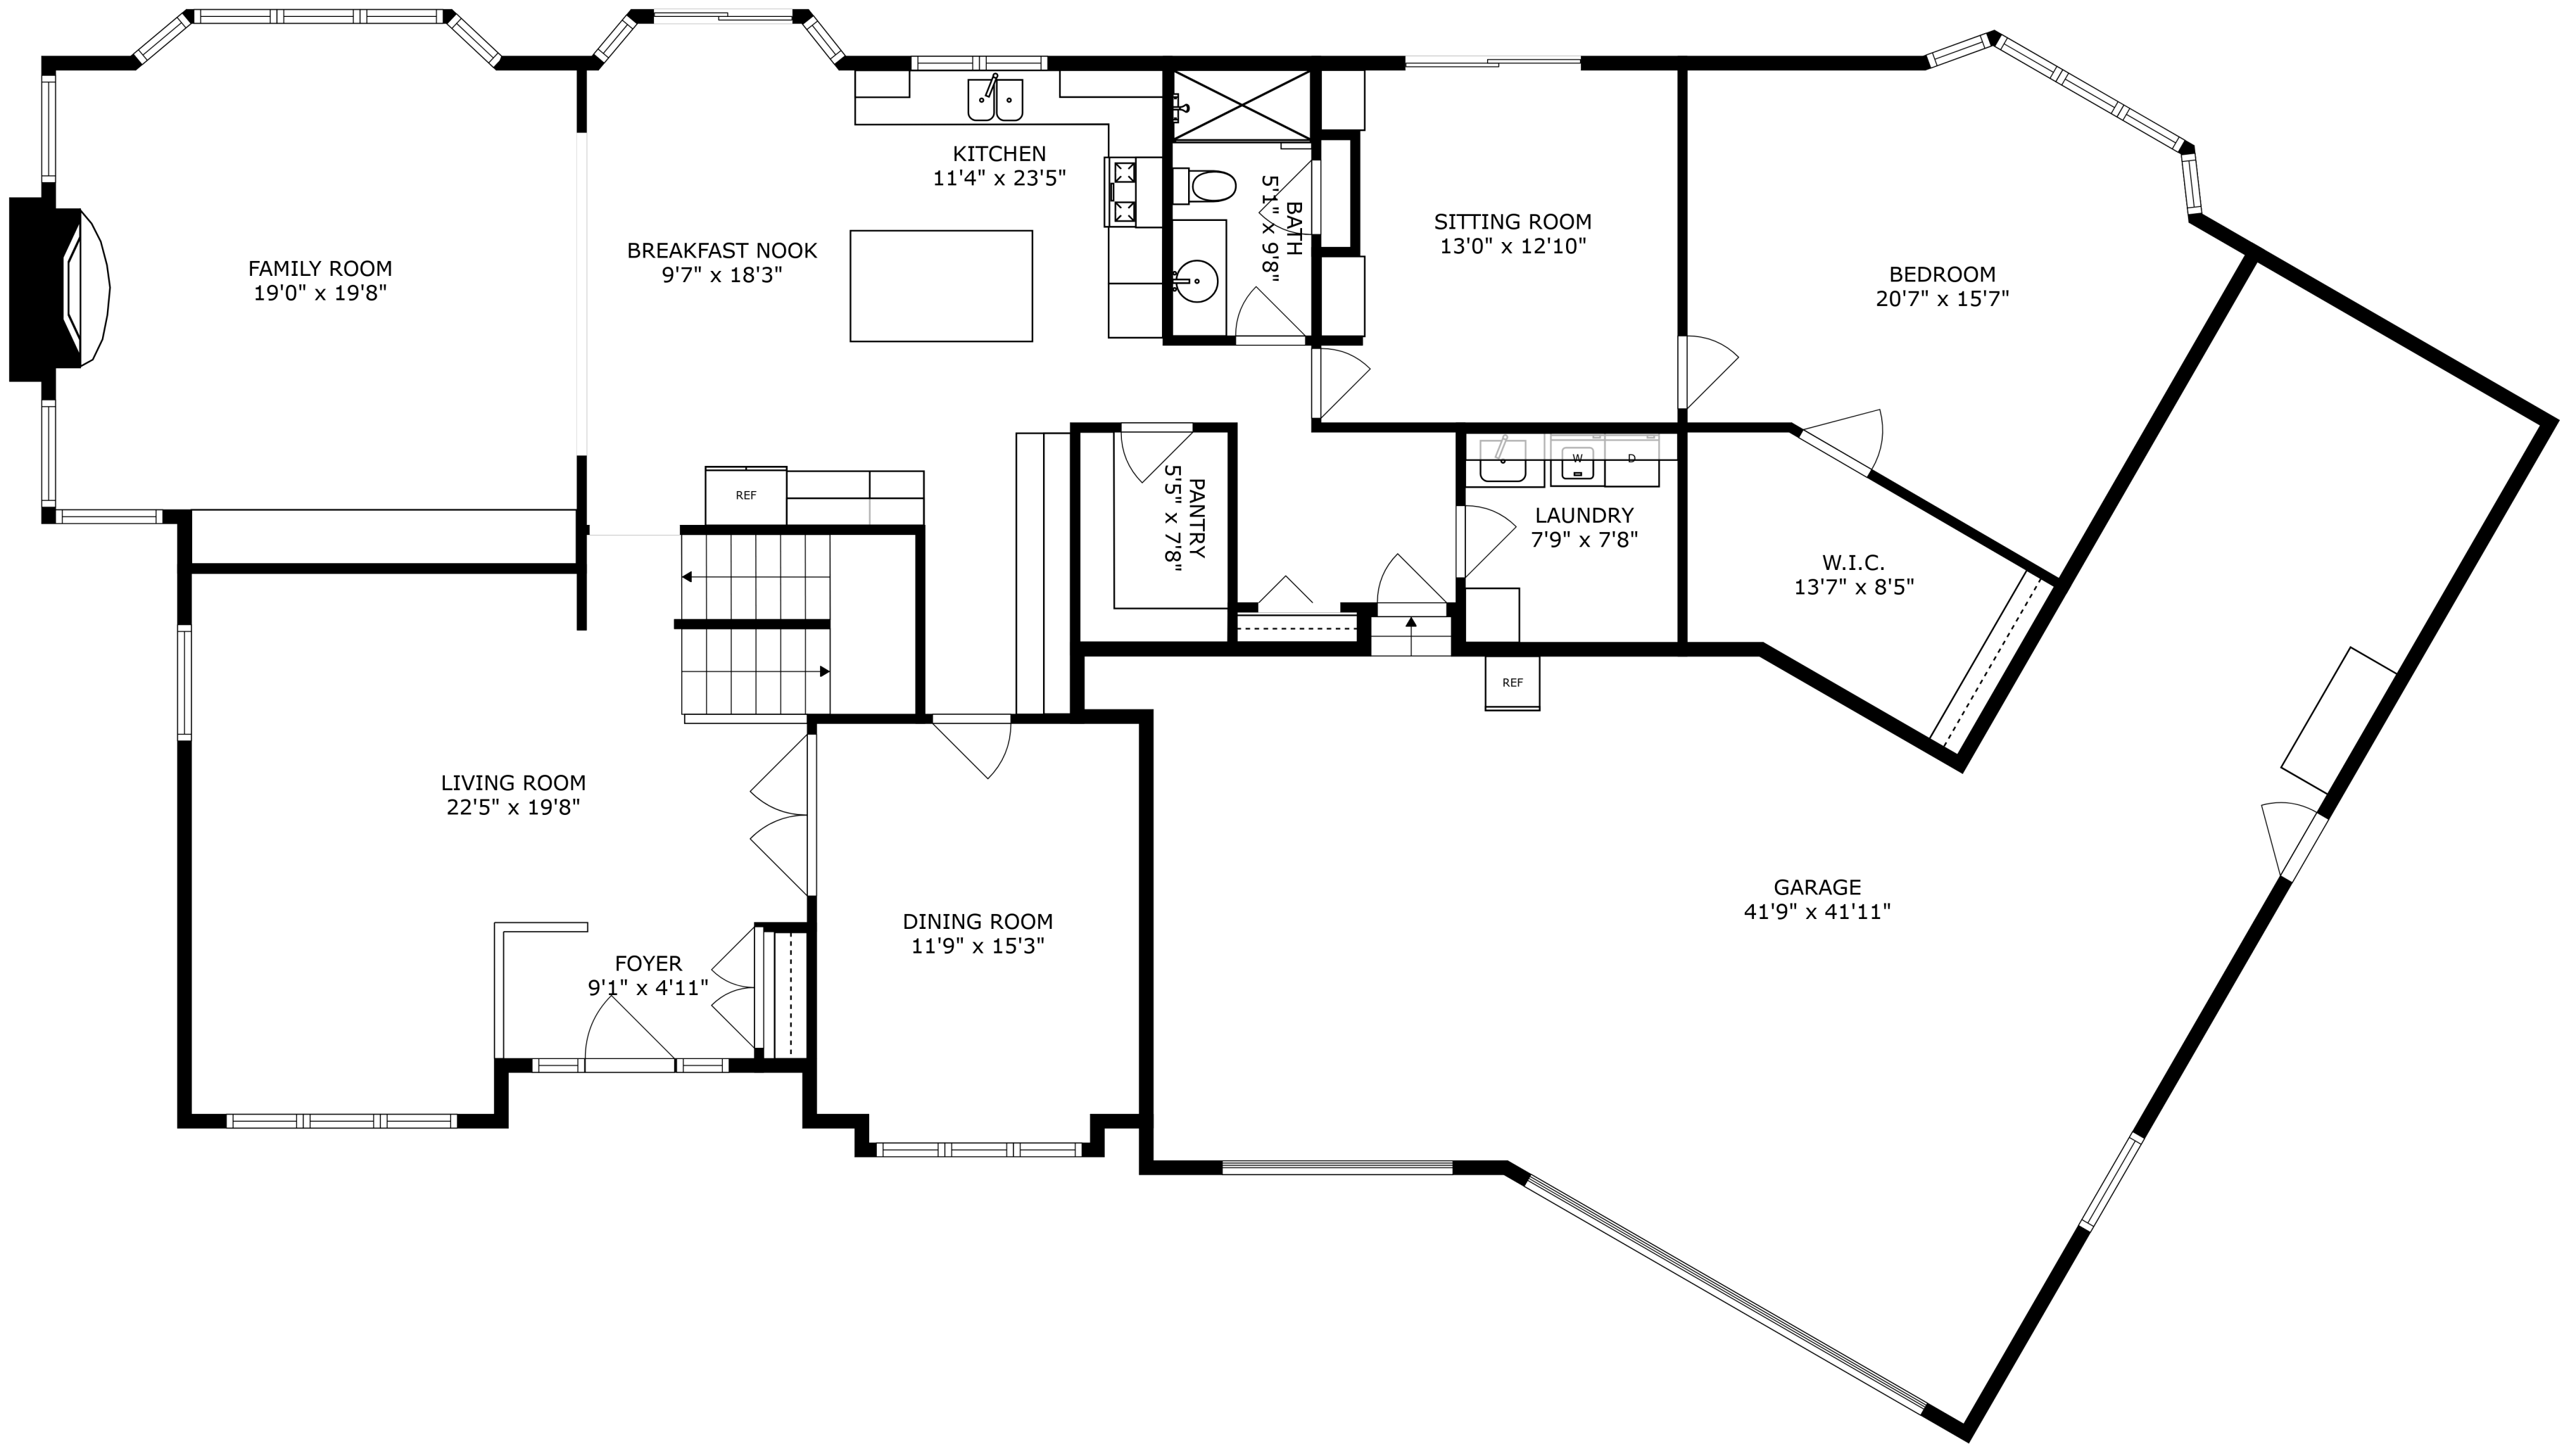 KITCHEN
11'4" x 23'5"
BREAKFAST NOOK
9'7" x 18'3"
FAMILY ROOM
19'0" x 19'8"
BATH
5'1" x 9'8"
SITTING ROOM
13'0" x 12'10"
BEDROOM
20'7" x 15'7"
REF
PANTRY
5'5" x 7'8"
W
D
LAUNDRY
7'9" x 7'8"
W.I.C.
13'7" x 8'5"
REF
LIVING ROOM
22'5" x 19'8"
DINING ROOM
11'9" x 15'3"
GARAGE
41'9" x 41'11"
FOYER
9'1" x 4'11"